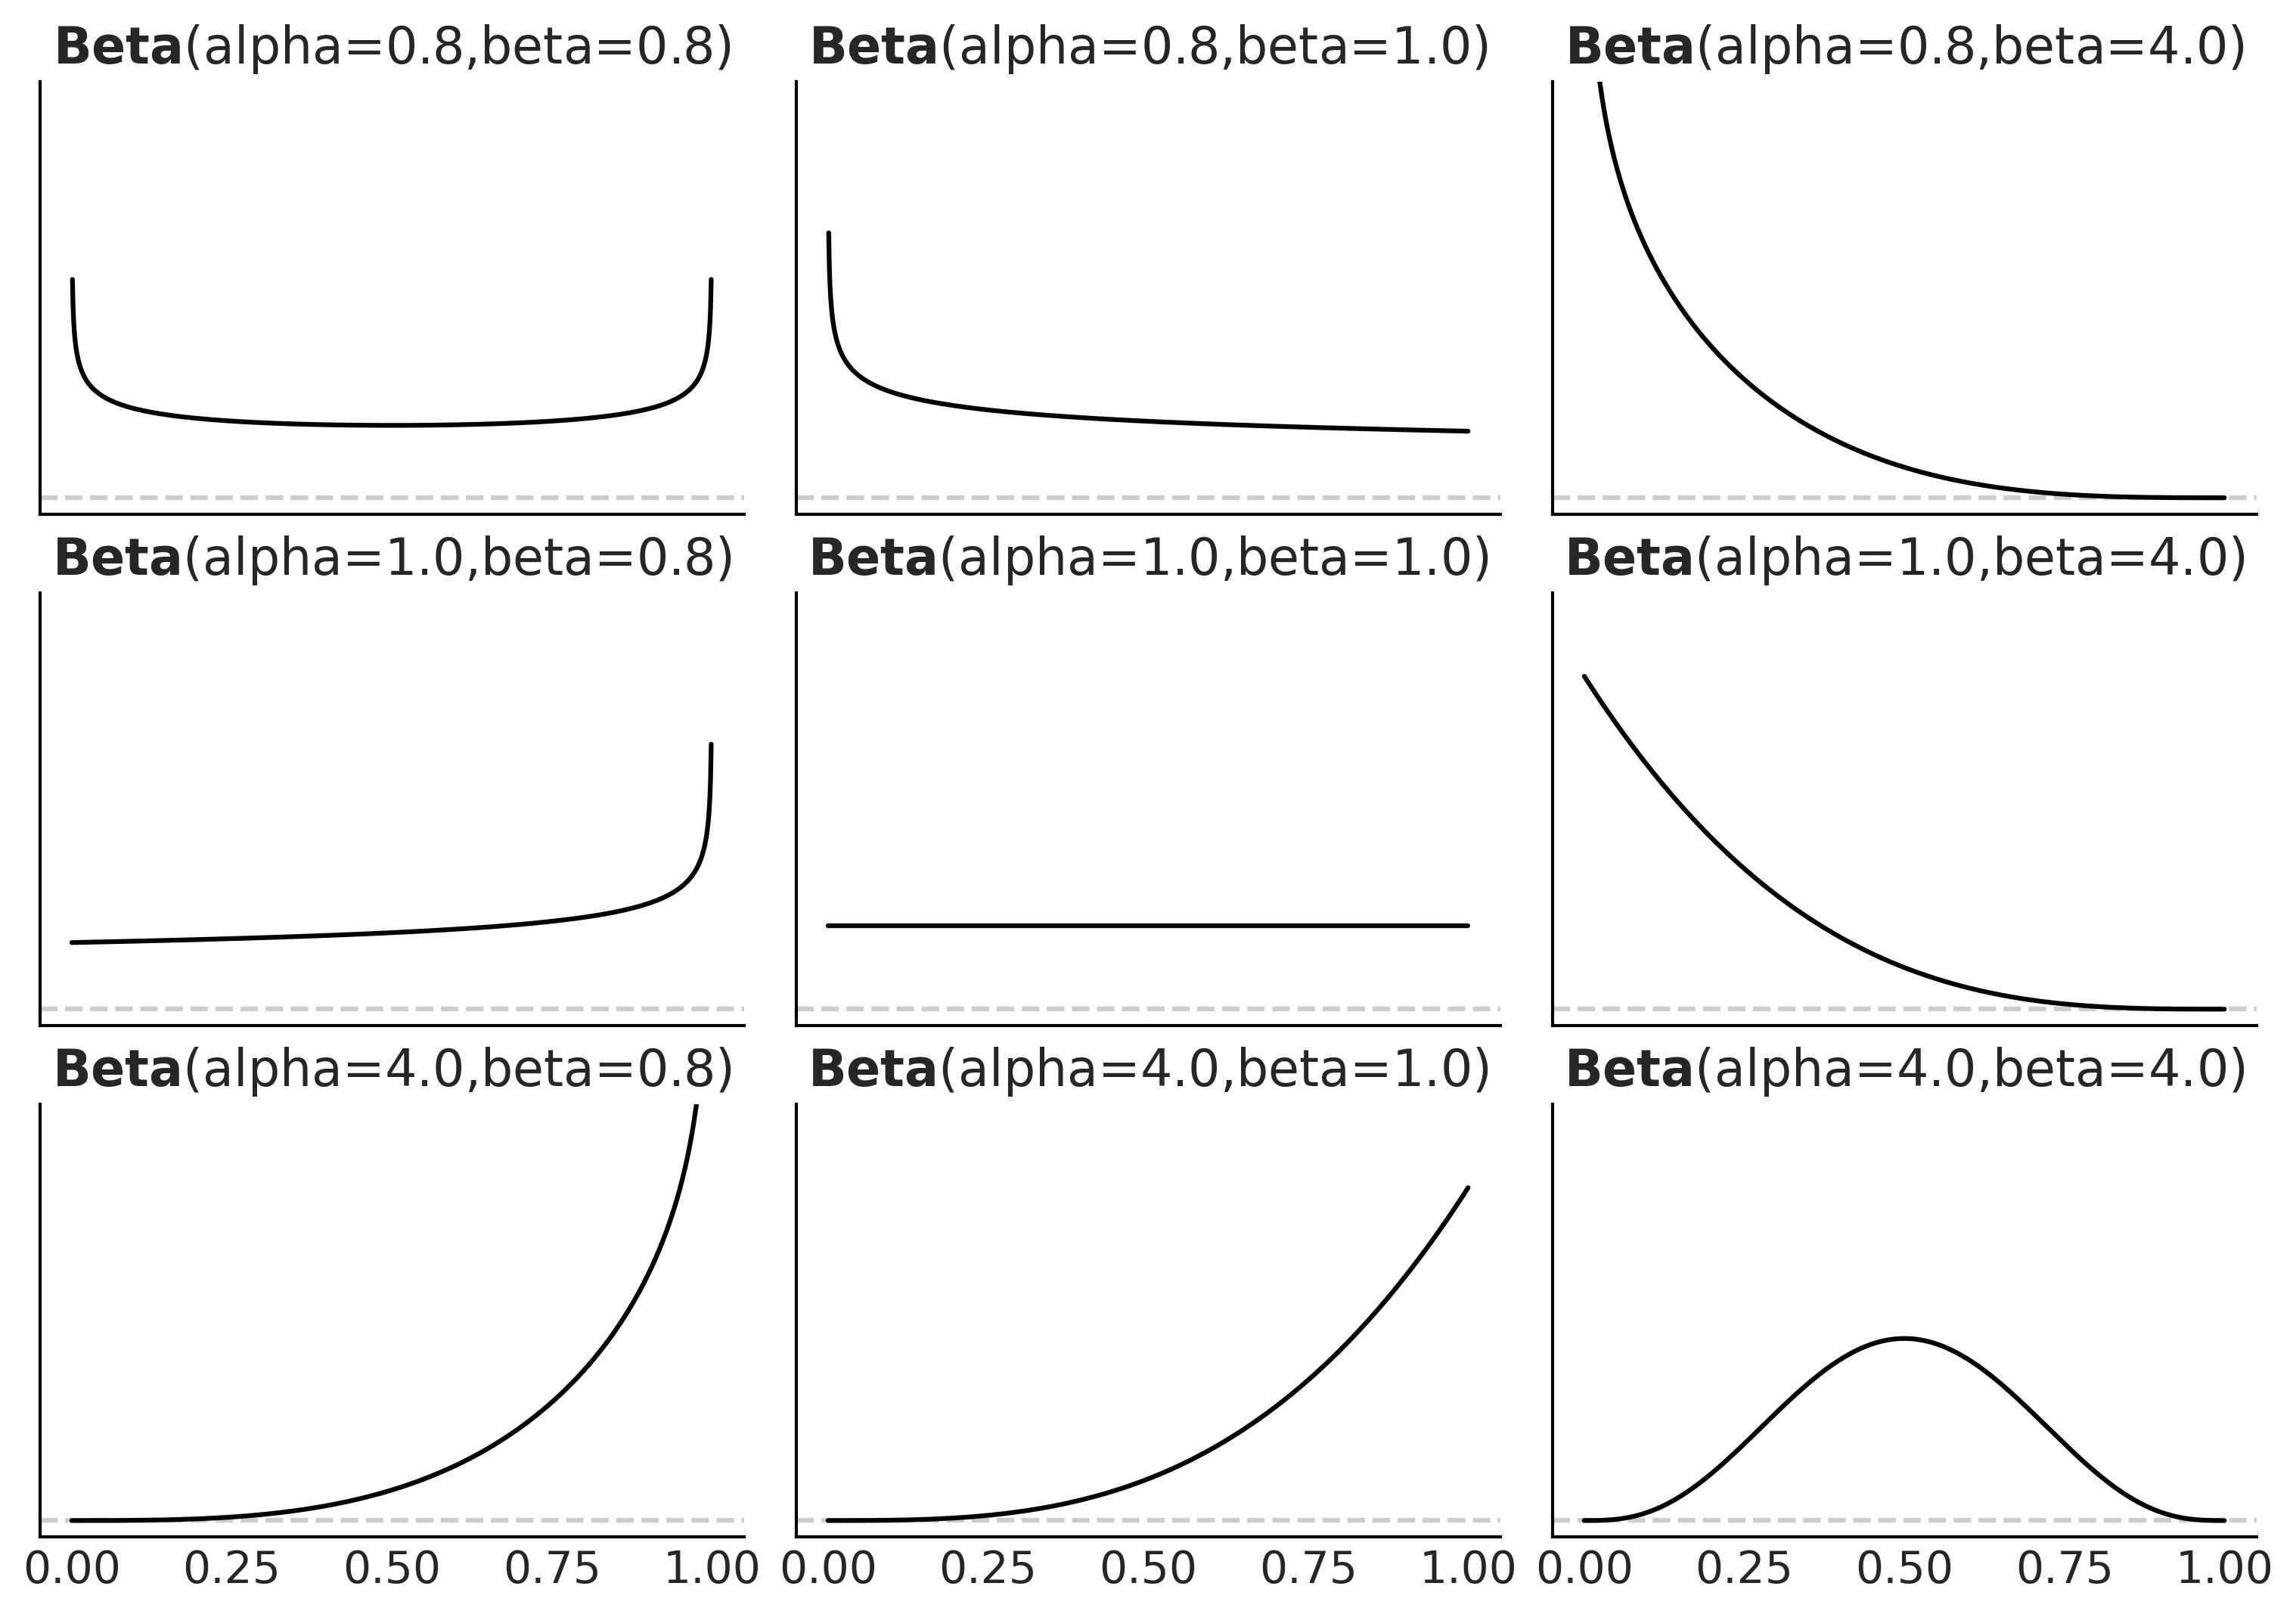 Beta(alpha=0.8,beta=0.8)
Beta(alpha=0.8,beta=1.0)
Beta(alpha=0.8,beta=4.0)
Beta(alpha=1.0,beta=0.8)
Beta(alpha=1.0,beta=1.0)
Beta(alpha=1.0,beta=4.0)
Beta(alpha=4.0,beta=0.8)
Beta(alpha=4.0,beta=1.0)
Beta(alpha=4.0,beta=4.0)
0.00 0.25 0.50 0.75 1.00
0.00 0.25 0.50 0.75 1.00
0.00 0.25 0.50 0.75 1.00